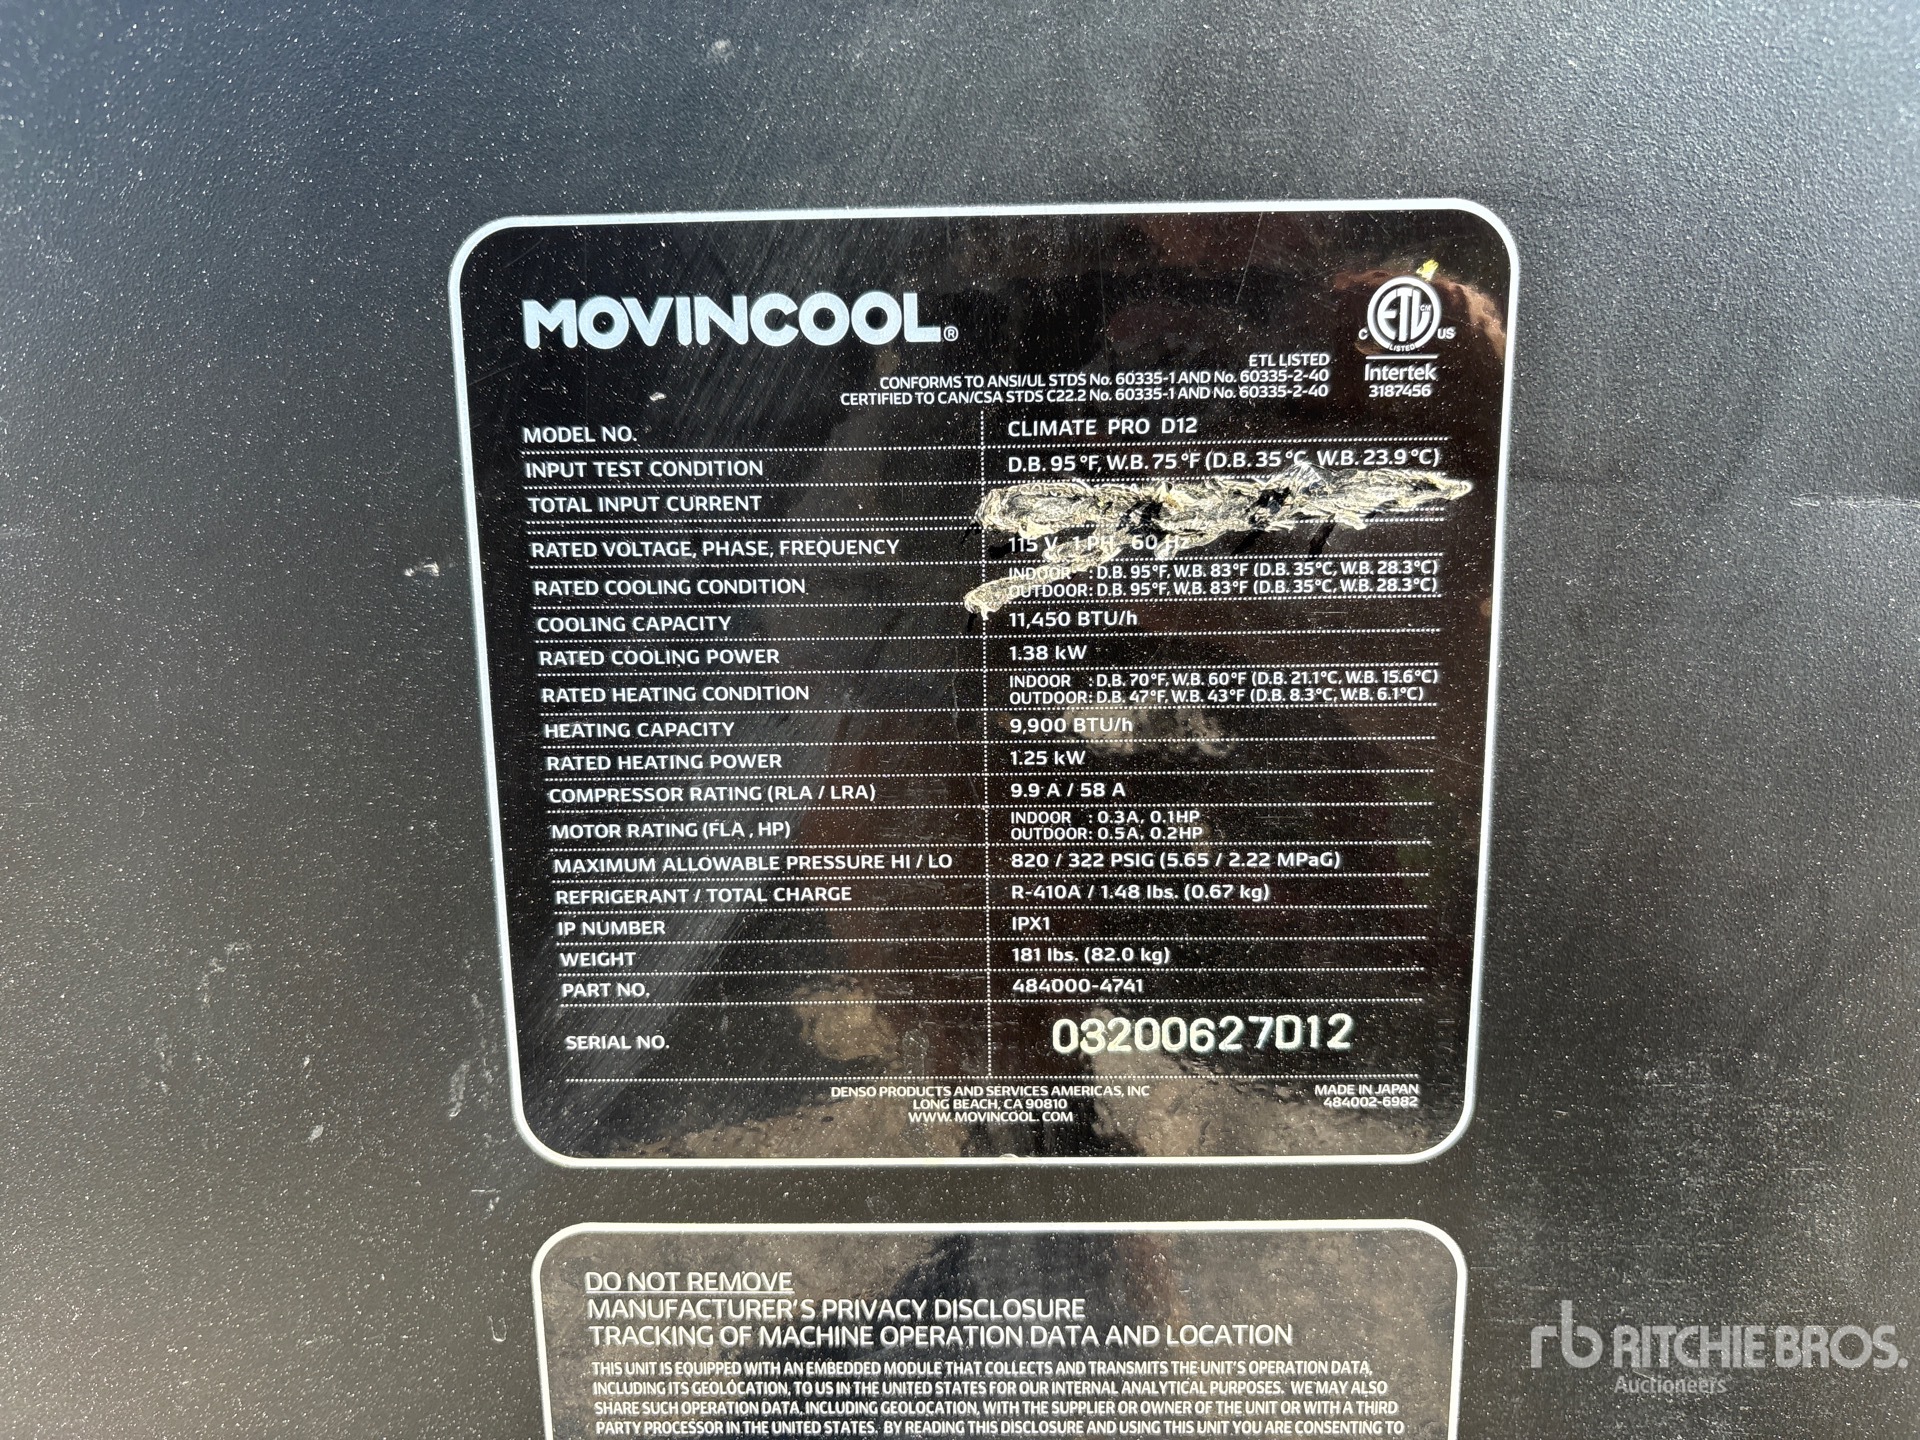 MOVINCOOL®
ETL CM
C LISTED US
Intertek
3187456
ETL LISTED
CONFORMS TO ANSI/UL STDS No. 60335-1 AND No. 60335-2-40
CERTIFIED TO CAN/CSA STDS C22.2 No. 60335-1 AND No. 60335-2-40
MODEL NO. CLIMATE PRO D12
INPUT TEST CONDITION D.B. 95 °F, W.B. 75 °F (D.B. 35 °C, W.B. 23.9 °C)
TOTAL INPUT CURRENT
RATED VOLTAGE, PHASE, FREQUENCY 115 V, 1 PH, 60 Hz
RATED COOLING CONDITION INDOOR : D.B. 95°F, W.B. 83°F (D.B. 35°C, W.B. 28.3°C)
OUTDOOR: D.B. 95°F, W.B. 83°F (D.B. 35°C, W.B. 28.3°C)
COOLING CAPACITY 11,450 BTU/h
RATED COOLING POWER 1.38 kW
RATED HEATING CONDITION INDOOR : D.B. 70°F, W.B. 60°F (D.B. 21.1°C, W.B. 15.6°C)
OUTDOOR: D.B. 47°F, W.B. 43°F (D.B. 8.3°C, W.B. 6.1°C)
HEATING CAPACITY 9,900 BTU/h
RATED HEATING POWER 1.25 kW
COMPRESSOR RATING (RLA / LRA) 9.9 A / 58 A
MOTOR RATING (FLA , HP) INDOOR : 0.3A, 0.1HP
OUTDOOR: 0.5A, 0.2HP
MAXIMUM ALLOWABLE PRESSURE HI / LO 820 / 322 PSIG (5.65 / 2.22 MPaG)
REFRIGERANT / TOTAL CHARGE R-410A / 1.48 lbs. (0.67 kg)
IP NUMBER IPX1
WEIGHT 181 lbs. (82.0 kg)
PART NO. 484000-4741
SERIAL NO. 03200627D12
DENSO PRODUCTS AND SERVICES AMERICAS, INC
LONG BEACH, CA 90810
WWW.MOVINCOOL.COM
MADE IN JAPAN
484002-6982
DO NOT REMOVE
MANUFACTURER'S PRIVACY DISCLOSURE
TRACKING OF MACHINE OPERATION DATA AND LOCATION
THIS UNIT IS EQUIPPED WITH AN EMBEDDED MODULE THAT COLLECTS AND TRANSMITS THE UNIT'S OPERATION DATA,
INCLUDING ITS GEOLOCATION, TO US IN THE UNITED STATES FOR OUR INTERNAL ANALYTICAL PURPOSES. WE MAY ALSO
SHARE SUCH OPERATION DATA, INCLUDING GEOLOCATION, WITH THE SUPPLIER OR OWNER OF THE UNIT OR WITH A THIRD
PARTY PROCESSOR IN THE UNITED STATES. BY READING THIS DISCLOSURE AND USING THIS UNIT YOU ARE CONSENTING TO
rb RITCHIE BROS.
Auctioneers